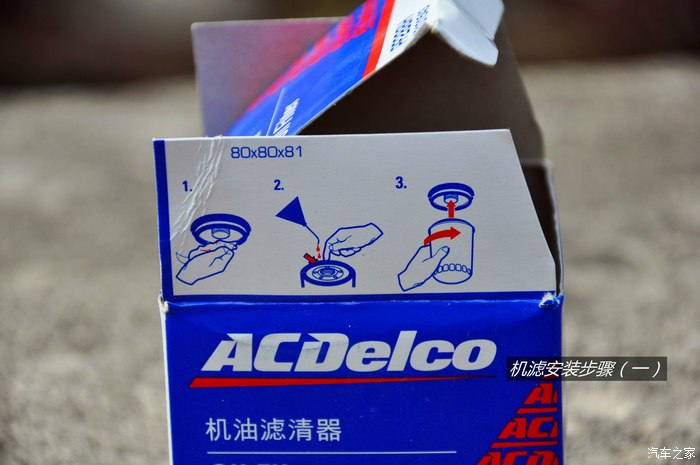 80x80x81
1.
2.
3.
ACDelco
机滤安装步骤（一）
机油滤清器
汽车之家